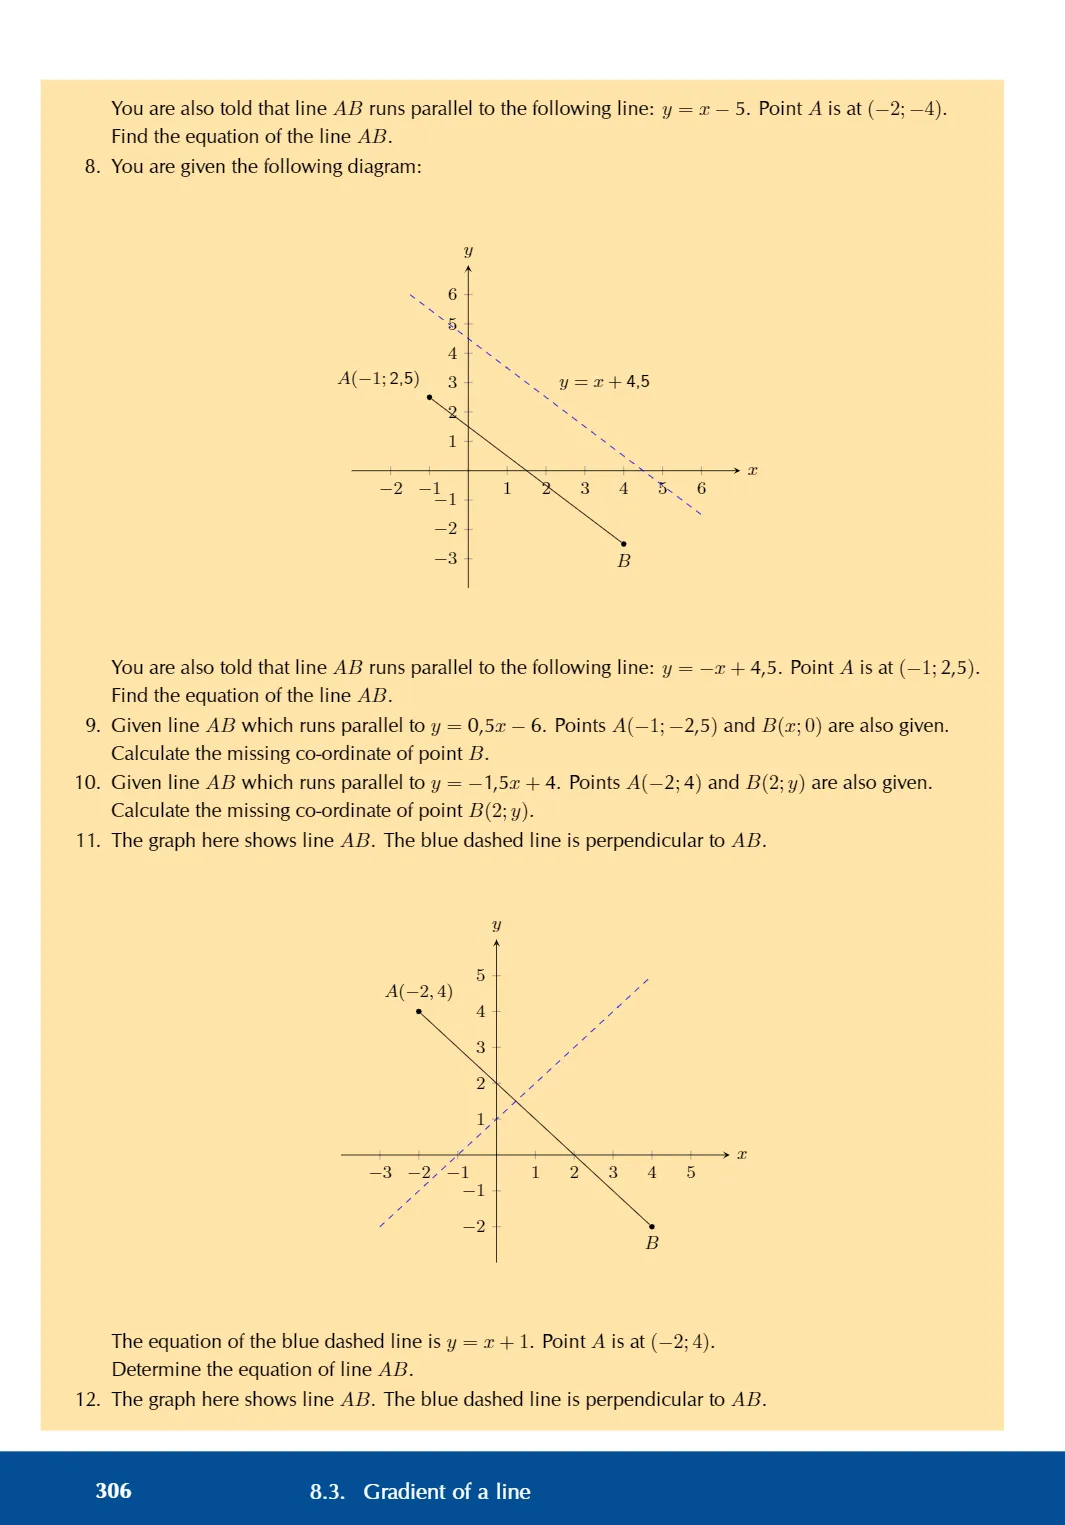 You are also told that line AB runs parallel to the following line: y = x − 5. Point A is at (−2; −4).
Find the equation of the line AB.
8. You are given the following diagram:
y
6
5
4
A(−1; 2,5)
3
y = x + 4,5
2
1
x
−2 −1 1 2 3 4 5 6
−1
−2
−3
B
You are also told that line AB runs parallel to the following line: y = −x + 4,5. Point A is at (−1; 2,5).
Find the equation of the line AB.
9. Given line AB which runs parallel to y = 0,5x − 6. Points A(−1; −2,5) and B(x; 0) are also given.
Calculate the missing co-ordinate of point B.
10. Given line AB which runs parallel to y = −1,5x + 4. Points A(−2; 4) and B(2; y) are also given.
Calculate the missing co-ordinate of point B(2; y).
11. The graph here shows line AB. The blue dashed line is perpendicular to AB.
y
5
A(−2, 4)
4
3
2
1
x
−3 −2 −1 1 2 3 4 5
−1
−2
B
The equation of the blue dashed line is y = x + 1. Point A is at (−2; 4).
Determine the equation of line AB.
12. The graph here shows line AB. The blue dashed line is perpendicular to AB.
306 8.3. Gradient of a line